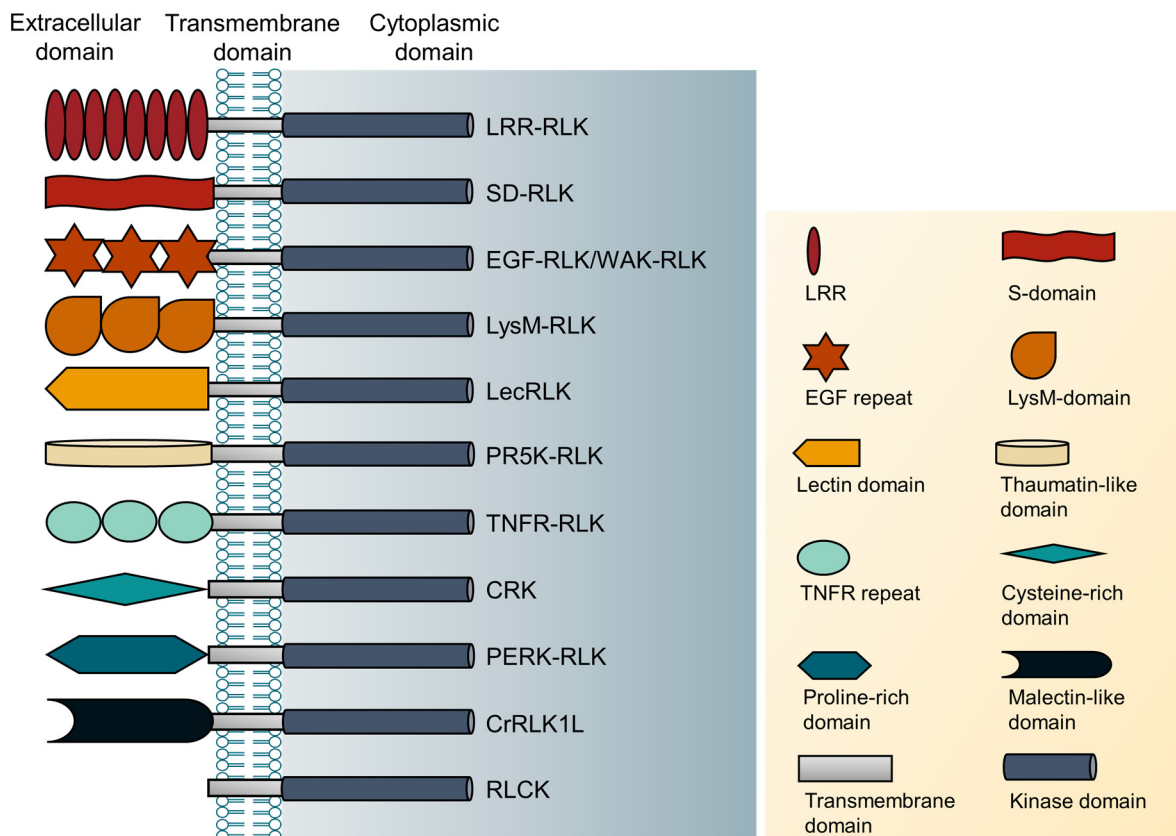 Extracellular
domain
Transmembrane
domain
Cytoplasmic
domain
LRR-RLK
SD-RLK
EGF-RLK/WAK-RLK
LysM-RLK
LecRLK
PR5K-RLK
TNFR-RLK
CRK
PERK-RLK
CrRLK1L
RLCK
LRR
S-domain
EGF repeat
LysM-domain
Lectin domain
Thaumatin-like
domain
TNFR repeat
Cysteine-rich
domain
Proline-rich
domain
Malectin-like
domain
Transmembrane
domain
Kinase domain